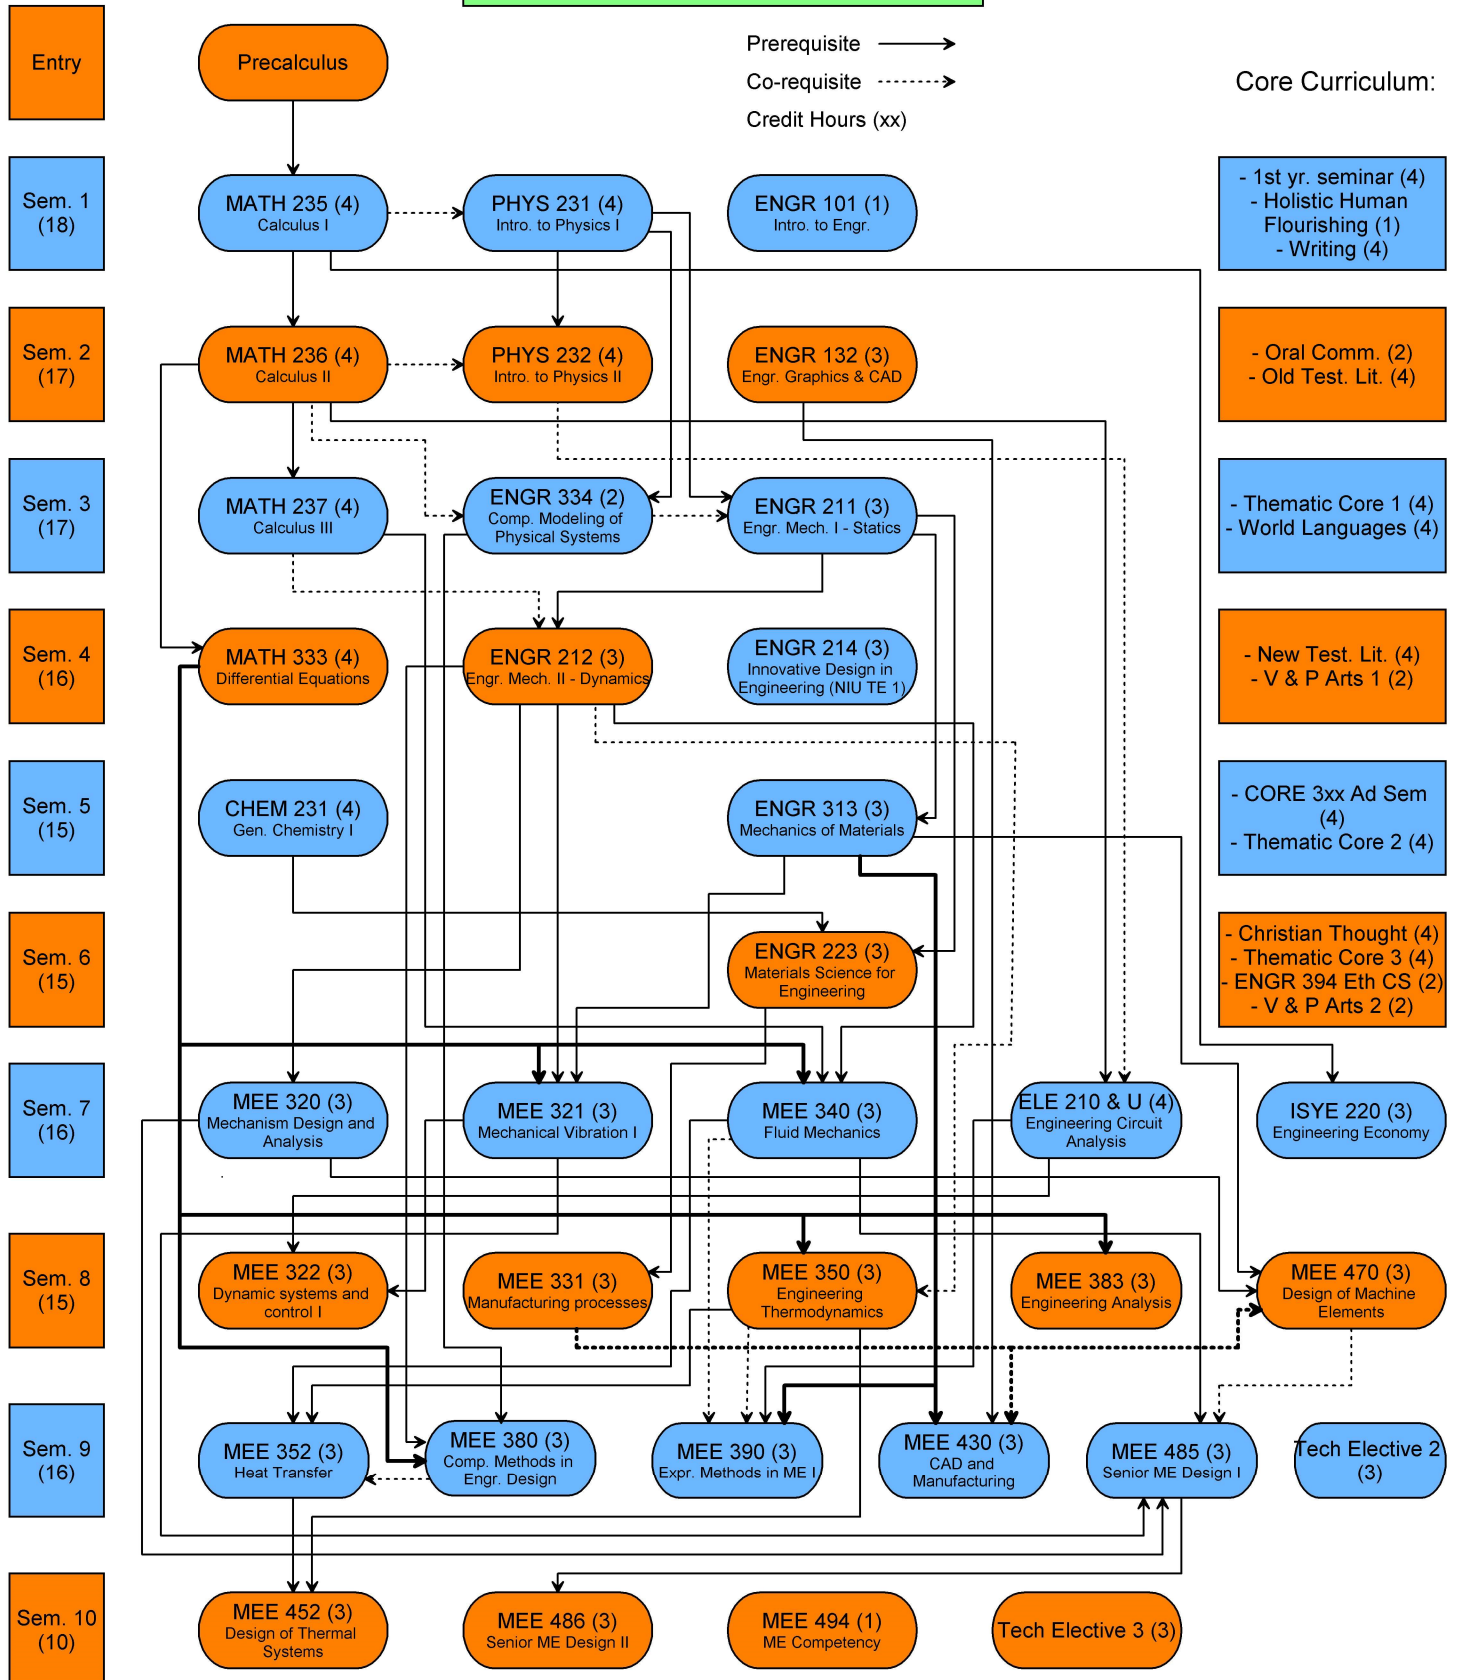 Prerequisite
Co-requisite
Credit Hours (xx)
Core Curriculum:
Entry
Precalculus
Sem. 1
(18)
MATH 235 (4)
Calculus I
PHYS 231 (4)
Intro. to Physics I
ENGR 101 (1)
Intro. to Engr.
- 1st yr. seminar (4)
- Holistic Human
Flourishing (1)
- Writing (4)
Sem. 2
(17)
MATH 236 (4)
Calculus II
PHYS 232 (4)
Intro. to Physics II
ENGR 132 (3)
Engr. Graphics & CAD
- Oral Comm. (2)
- Old Test. Lit. (4)
Sem. 3
(17)
MATH 237 (4)
Calculus III
ENGR 334 (2)
Comp. Modeling of
Physical Systems
ENGR 211 (3)
Engr. Mech. I - Statics
- Thematic Core 1 (4)
- World Languages (4)
Sem. 4
(16)
MATH 333 (4)
Differential Equations
ENGR 212 (3)
Engr. Mech. II - Dynamics
ENGR 214 (3)
Innovative Design in
Engineering (NIU TE 1)
- New Test. Lit. (4)
- V & P Arts 1 (2)
Sem. 5
(15)
CHEM 231 (4)
Gen. Chemistry I
ENGR 313 (3)
Mechanics of Materials
- CORE 3xx Ad Sem
(4)
- Thematic Core 2 (4)
Sem. 6
(15)
ENGR 223 (3)
Materials Science for
Engineering
- Christian Thought (4)
- Thematic Core 3 (4)
- ENGR 394 Eth CS (2)
- V & P Arts 2 (2)
Sem. 7
(16)
MEE 320 (3)
Mechanism Design and
Analysis
MEE 321 (3)
Mechanical Vibration I
MEE 340 (3)
Fluid Mechanics
ELE 210 & U (4)
Engineering Circuit
Analysis
ISYE 220 (3)
Engineering Economy
Sem. 8
(15)
MEE 322 (3)
Dynamic systems and
control I
MEE 331 (3)
Manufacturing processes
MEE 350 (3)
Engineering
Thermodynamics
MEE 383 (3)
Engineering Analysis
MEE 470 (3)
Design of Machine
Elements
Sem. 9
(16)
MEE 352 (3)
Heat Transfer
MEE 380 (3)
Comp. Methods in
Engr. Design
MEE 390 (3)
Expr. Methods in ME I
MEE 430 (3)
CAD and
Manufacturing
MEE 485 (3)
Senior ME Design I
Tech Elective 2
(3)
Sem. 10
(10)
MEE 452 (3)
Design of Thermal
Systems
MEE 486 (3)
Senior ME Design II
MEE 494 (1)
ME Competency
Tech Elective 3 (3)